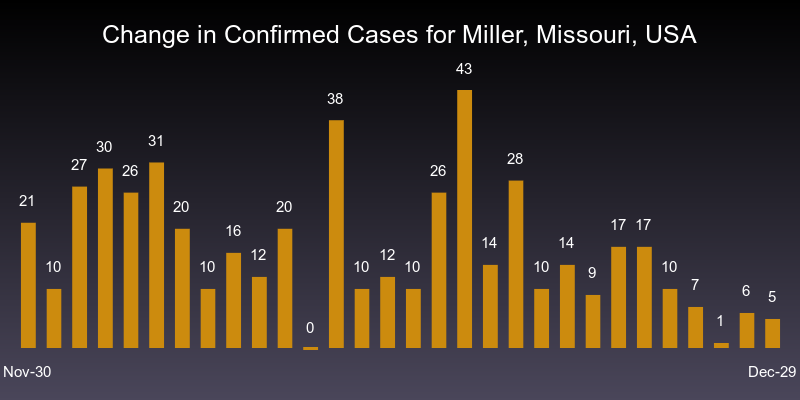 Change in Confirmed Cases for Miller, Missouri, USA
21 10 27 30 26 31 20 10 16 12 20 0 38 10 12 10 26 43 14 28 10 14 9 17 17 10 7 1 6 5
Nov-30 Dec-29